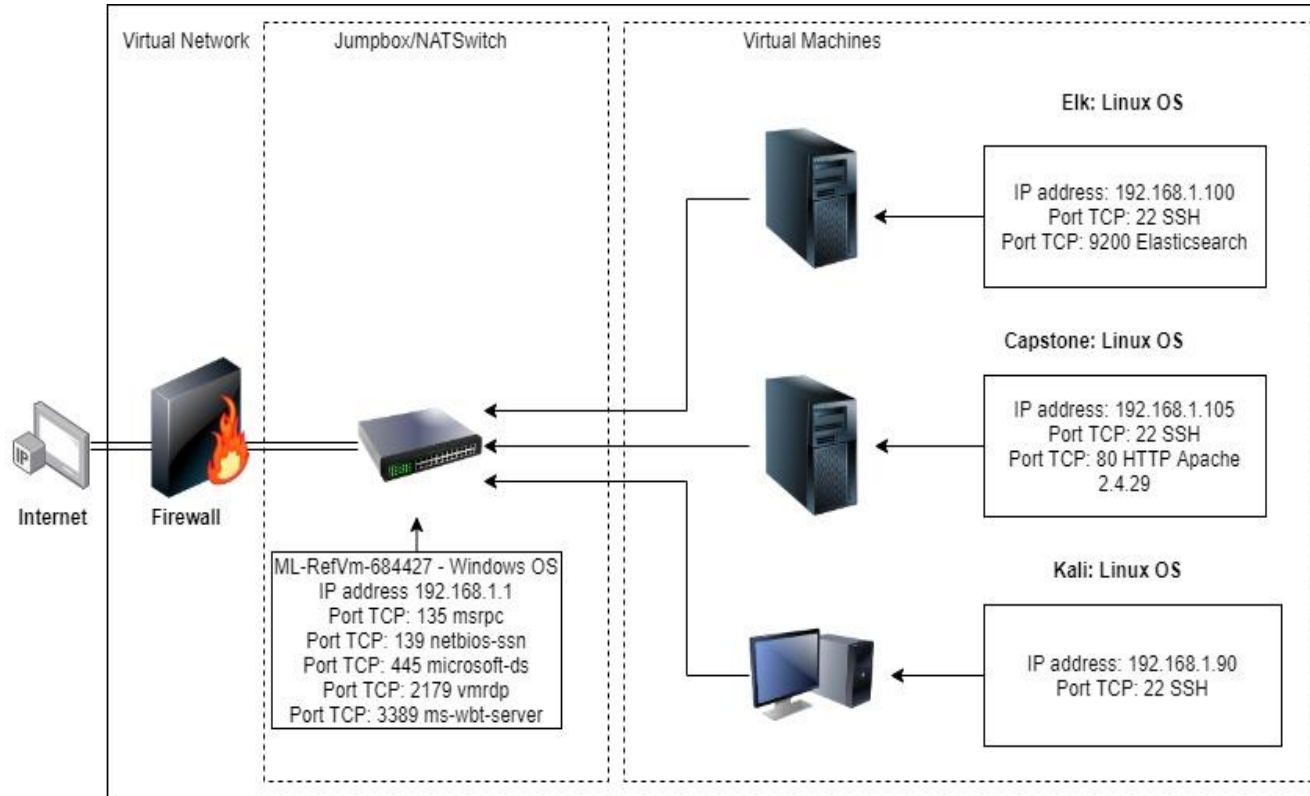 Virtual Network
Jumpbox/NATSwitch
Virtual Machines
Elk: Linux OS
IP address: 192.168.1.100
Port TCP: 22 SSH
Port TCP: 9200 Elasticsearch
Capstone: Linux OS
IP address: 192.168.1.105
Port TCP: 22 SSH
Port TCP: 80 HTTP Apache
2.4.29
IP
Internet
Firewall
ML-RefVm-684427 - Windows OS
IP address 192.168.1.1
Port TCP: 135 msrpc
Port TCP: 139 netbios-ssn
Port TCP: 445 microsoft-ds
Port TCP: 2179 vmrdp
Port TCP: 3389 ms-wbt-server
Kali: Linux OS
IP address: 192.168.1.90
Port TCP: 22 SSH